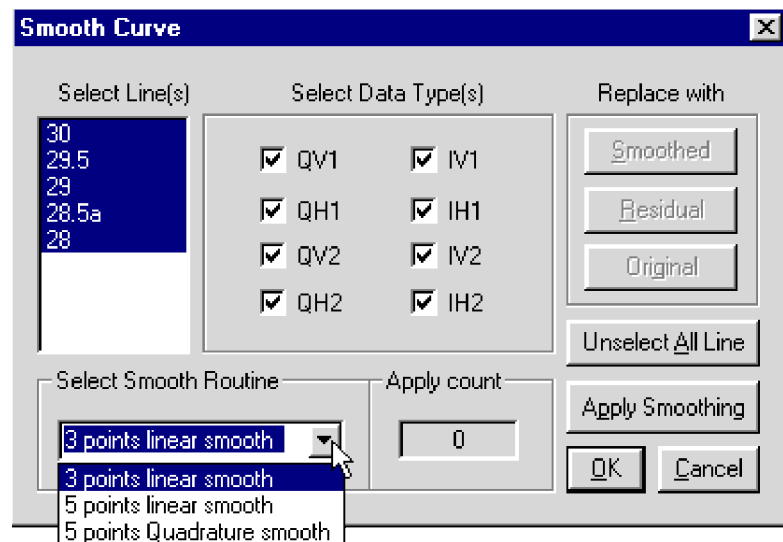 Smooth Curve
Select Line(s)
Select Data Type(s)
Replace with
30
29.5
29
28.5a
28
QV1
IV1
QH1
IH1
QV2
IV2
QH2
IH2
Smoothed
Residual
Original
Unselect All Line
Apply Smoothing
OK
Cancel
Select Smooth Routine
Apply count
3 points linear smooth
0
3 points linear smooth
5 points linear smooth
5 points Quadrature smooth